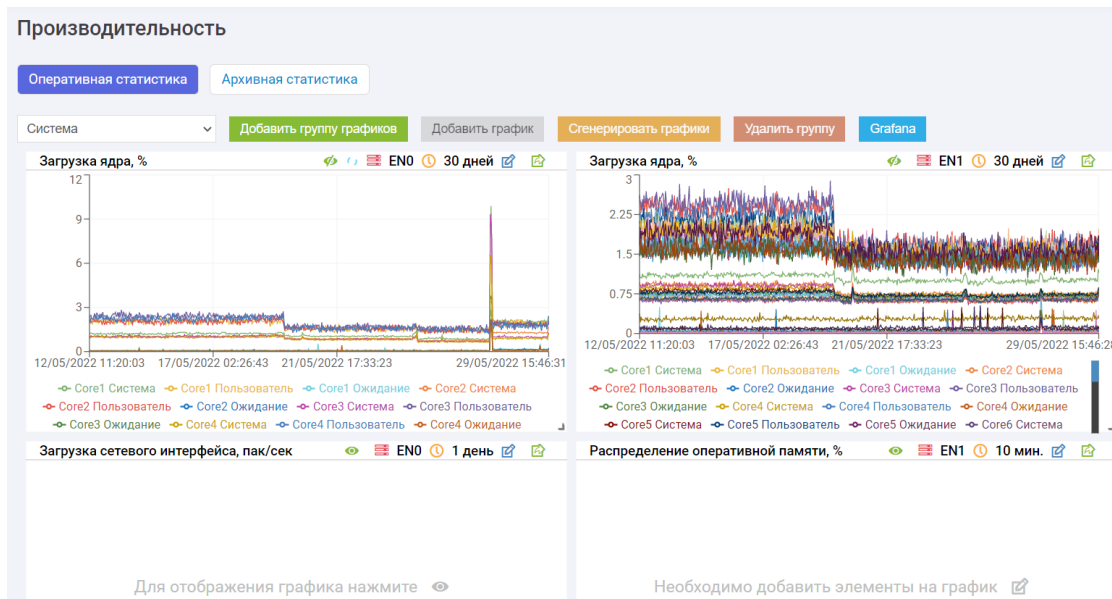 Производительность
Оперативная статистика Архивная статистика
Система Добавить группу графиков Добавить график Сгенерировать графики Удалить группу Grafana
Загрузка ядра, % EN0 30 дней
12
9
6
3
0
12/05/2022 11:20:03 17/05/2022 02:26:43 21/05/2022 17:33:23 29/05/2022 15:46:31
Core1 Система Core1 Пользователь Core1 Ожидание Core2 Система
Core2 Пользователь Core2 Ожидание Core3 Система Core3 Пользователь
Core3 Ожидание Core4 Система Core4 Пользователь Core4 Ожидание
Загрузка ядра, % EN1 30 дней
3
2.25
1.5
0.75
0
12/05/2022 11:20:03 17/05/2022 02:26:43 21/05/2022 17:33:23 29/05/2022 15:46:28
Core1 Система Core1 Пользователь Core1 Ожидание Core2 Система
Core2 Пользователь Core2 Ожидание Core3 Система Core3 Пользователь
Core3 Ожидание Core4 Система Core4 Пользователь Core4 Ожидание
Core5 Система Core5 Пользователь Core5 Ожидание Core6 Система
Загрузка сетевого интерфейса, пак/сек EN0 1 день
Для отображения графика нажмите
Распределение оперативной памяти, % EN1 10 мин.
Необходимо добавить элементы на график